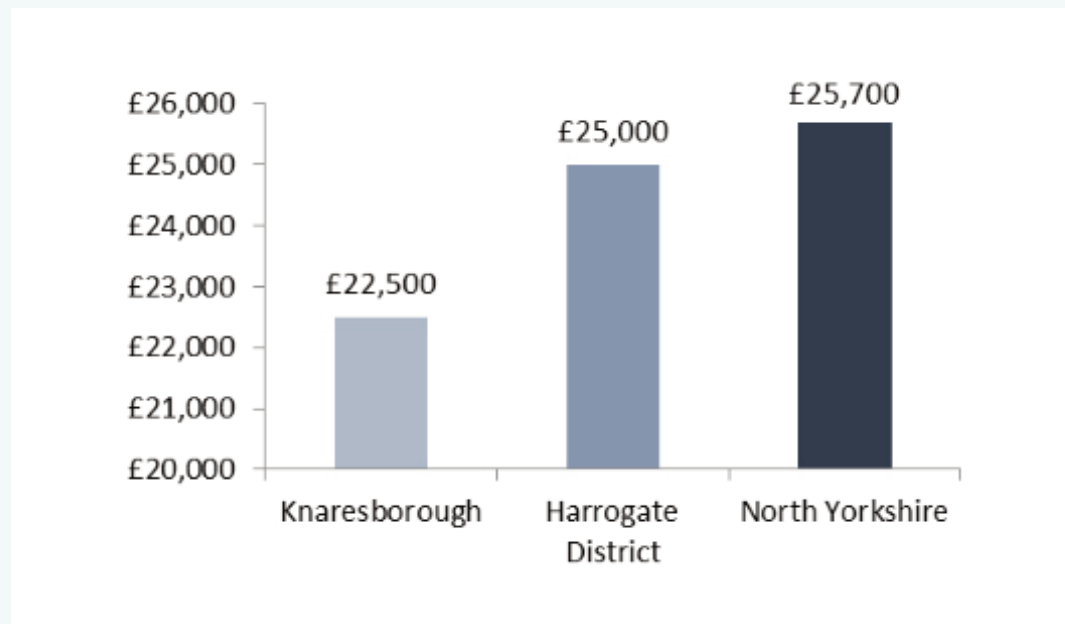 £26,000
£25,000
£24,000
£23,000
£22,000
£21,000
£20,000
£22,500
£25,000
£25,700
Knaresborough
Harrogate
District
North Yorkshire